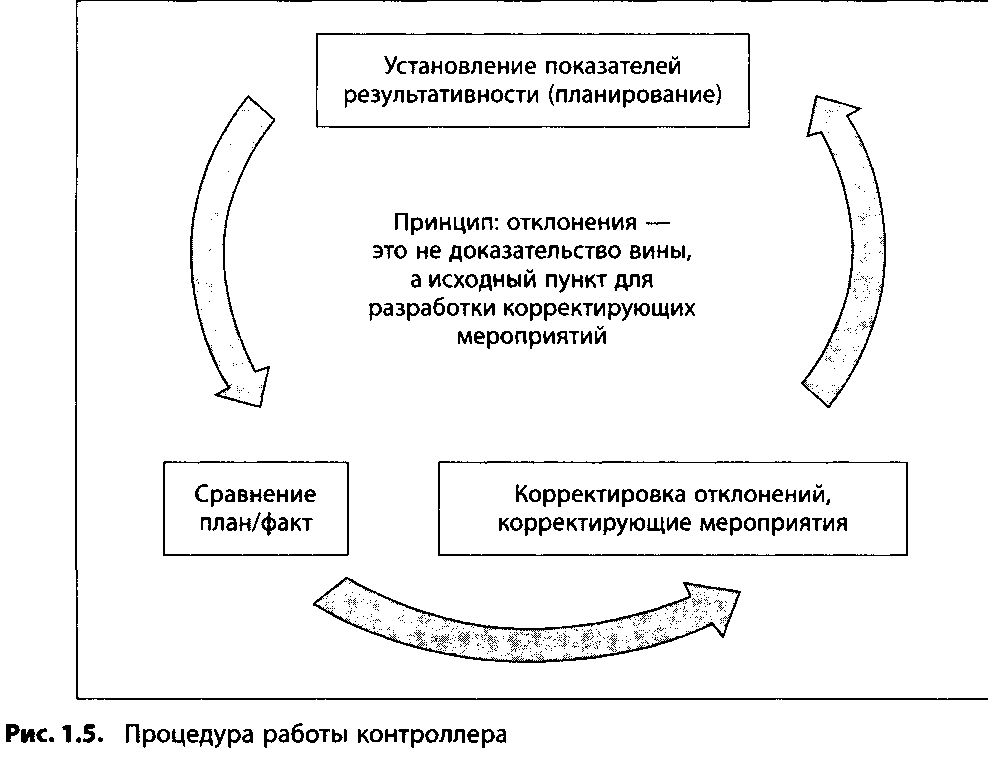 Установление показателей
результативности (планирование)
Принцип: отклонения —
это не доказательство вины,
а исходный пункт для
разработки корректирующих
мероприятий
Сравнение
план/факт
Корректировка отклонений,
корректирующие мероприятия
Рис. 1.5. Процедура работы контроллера